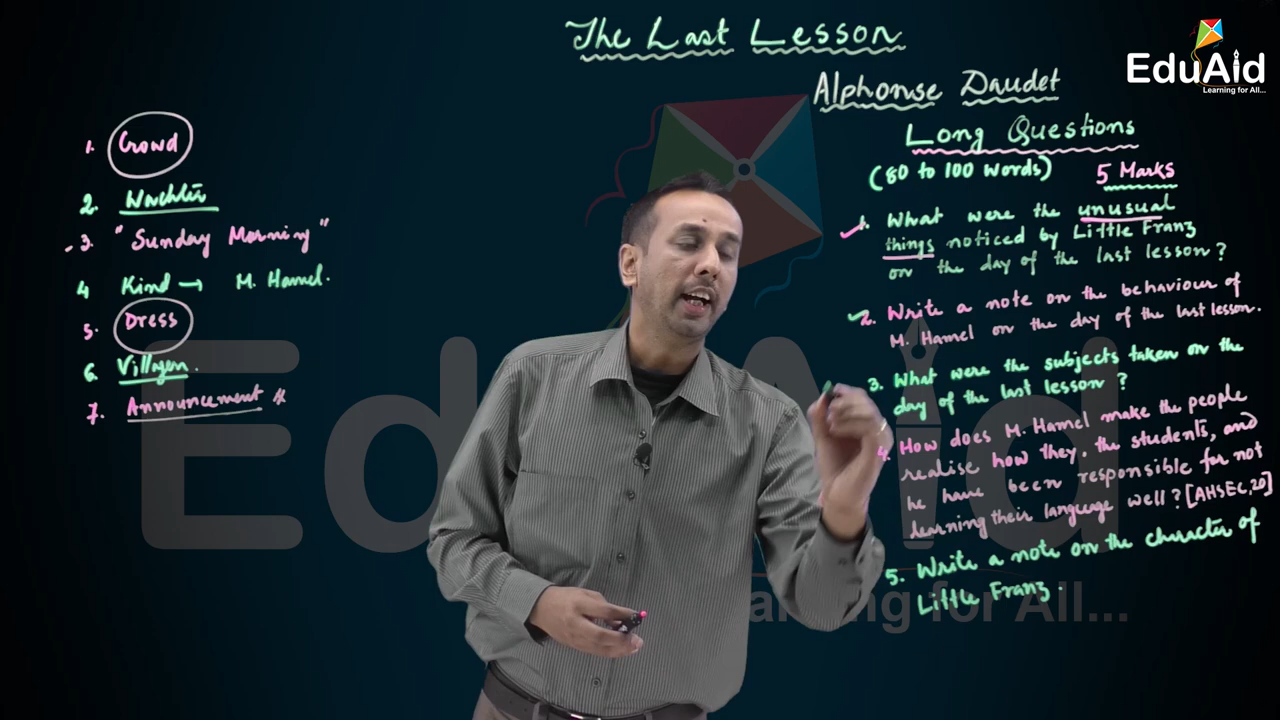 The Last Lesson
Alphonse Daudet
EduAid
Learning for All...
1. Crowd
2. Wachter
3. "Sunday Morning"
4 Kind → M. Hamel.
5. Dress
6. Villagers.
7. Announcement
Long Questions
(80 to 100 words) 5 Marks
1. What were the unusual
things noticed by Little Franz
on the day of the last lesson?
2. Write a note on the behaviour of
M. Hamel on the day of the last lesson.
3. What were the subjects taken on the
day of the last lesson?
4. How does M. Hamel make the people
realise how they, the students, and
he have been responsible for not
learning their language well? [AHSEC, 20]
5. Write a note on the character of
Little Franz.